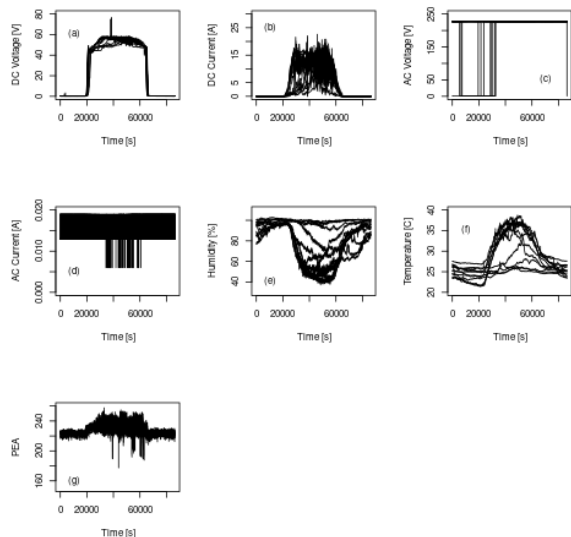 DC Voltage [V]
0 20 40 60 80
(a)
0 20000 60000
Time [s]
DC Current [A]
0 5 10 15 20 25
(b)
0 20000 60000
Time [s]
AC Voltage [V]
0 50 150 250
(c)
0 20000 60000
Time [s]
AC Current [A]
0.000 0.010 0.020
(d)
0 20000 60000
Time [s]
Humidity [%]
40 60 80
(e)
0 20000 60000
Time [s]
Temperature [C]
20 25 30 35 40
(f)
0 20000 60000
Time [s]
PEA
160 200 240
(g)
0 20000 60000
Time [s]